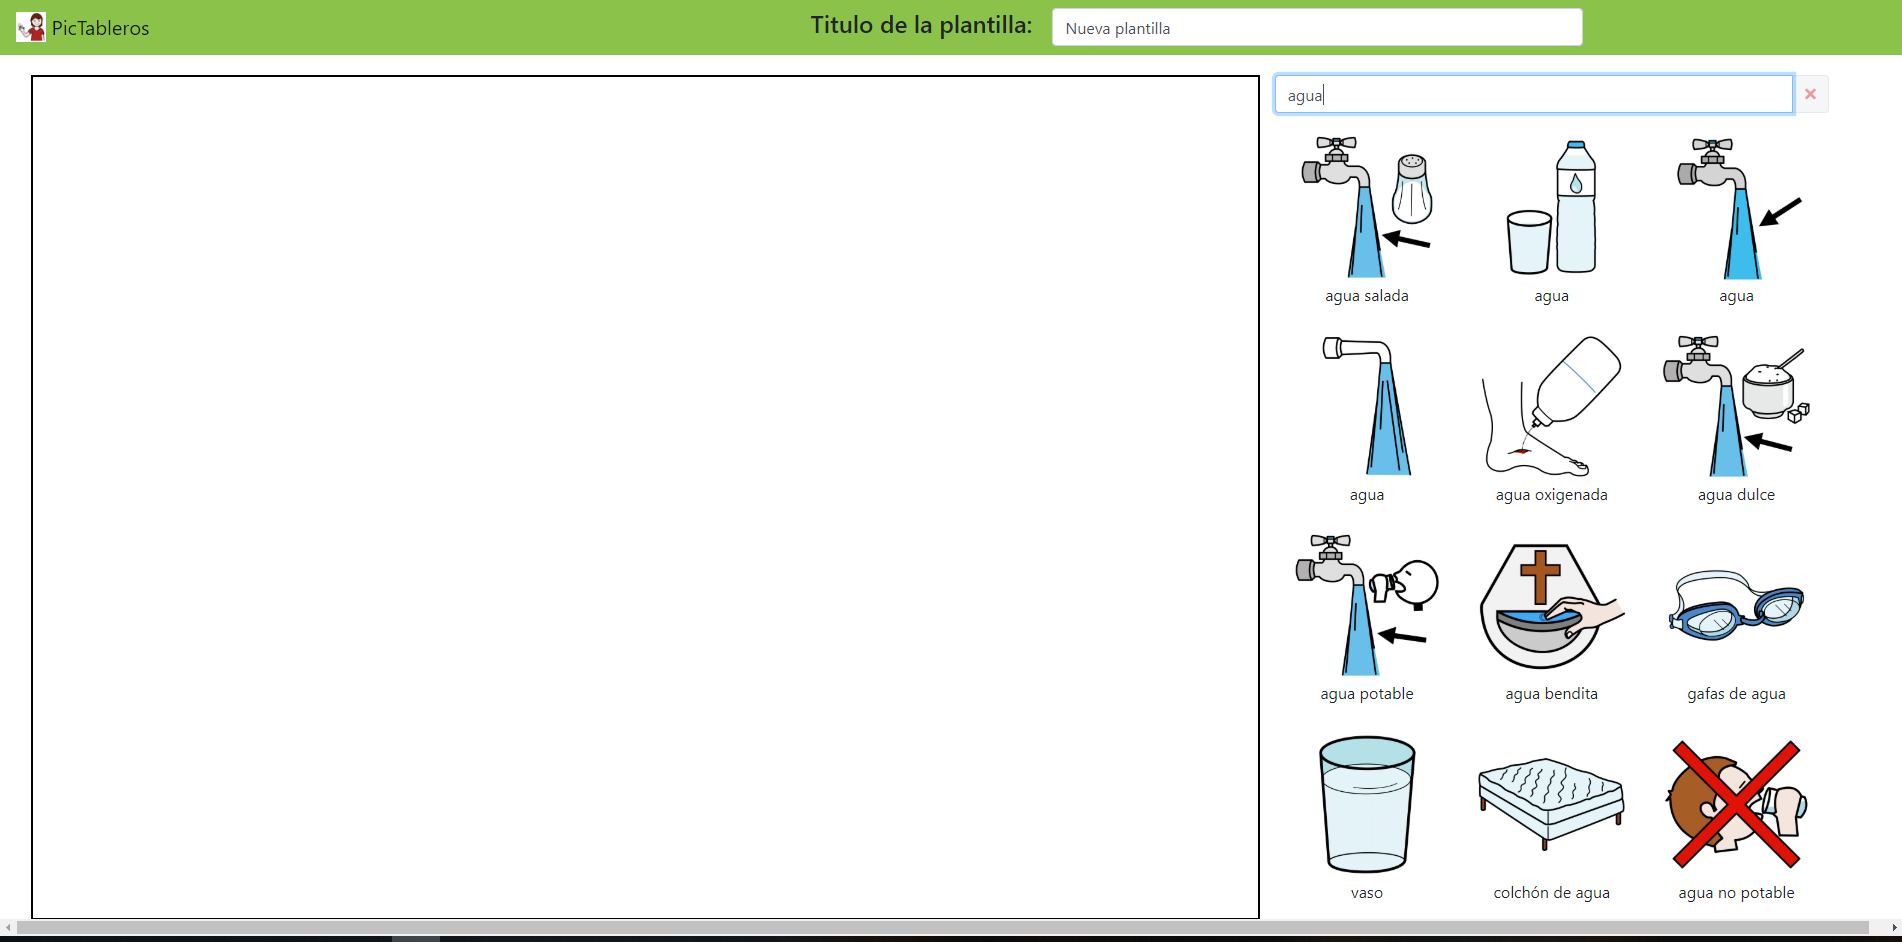 PicTableros
Titulo de la plantilla:
Nueva plantilla
agua
agua salada
agua
agua
agua
agua oxigenada
agua dulce
agua potable
agua bendita
gafas de agua
vaso
colchón de agua
agua no potable